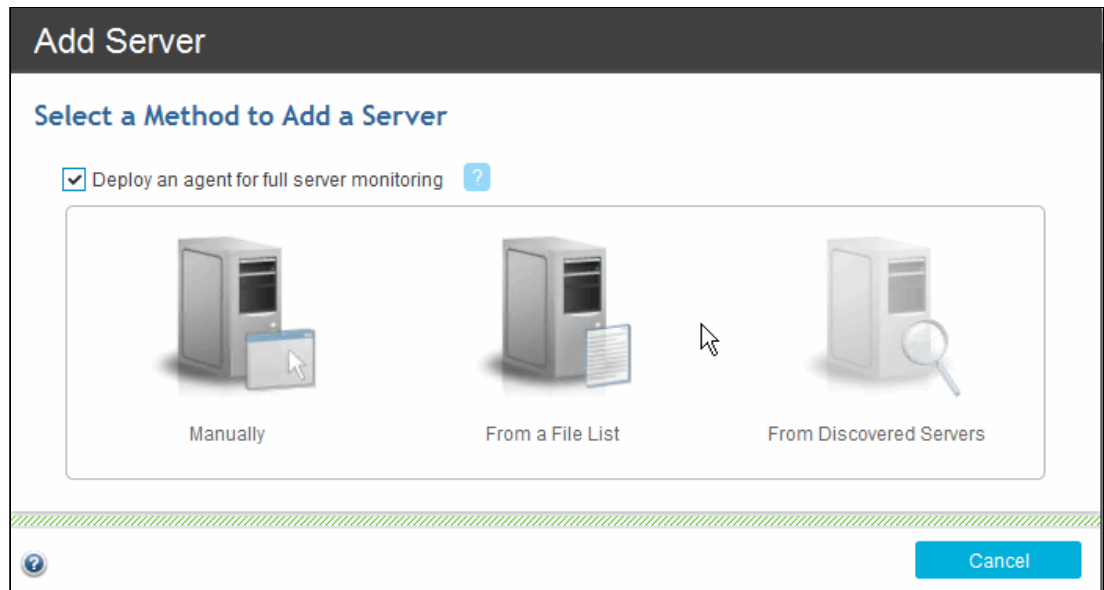 Add Server
Select a Method to Add a Server
Deploy an agent for full server monitoring ?
Manually
From a File List
From Discovered Servers
?
Cancel